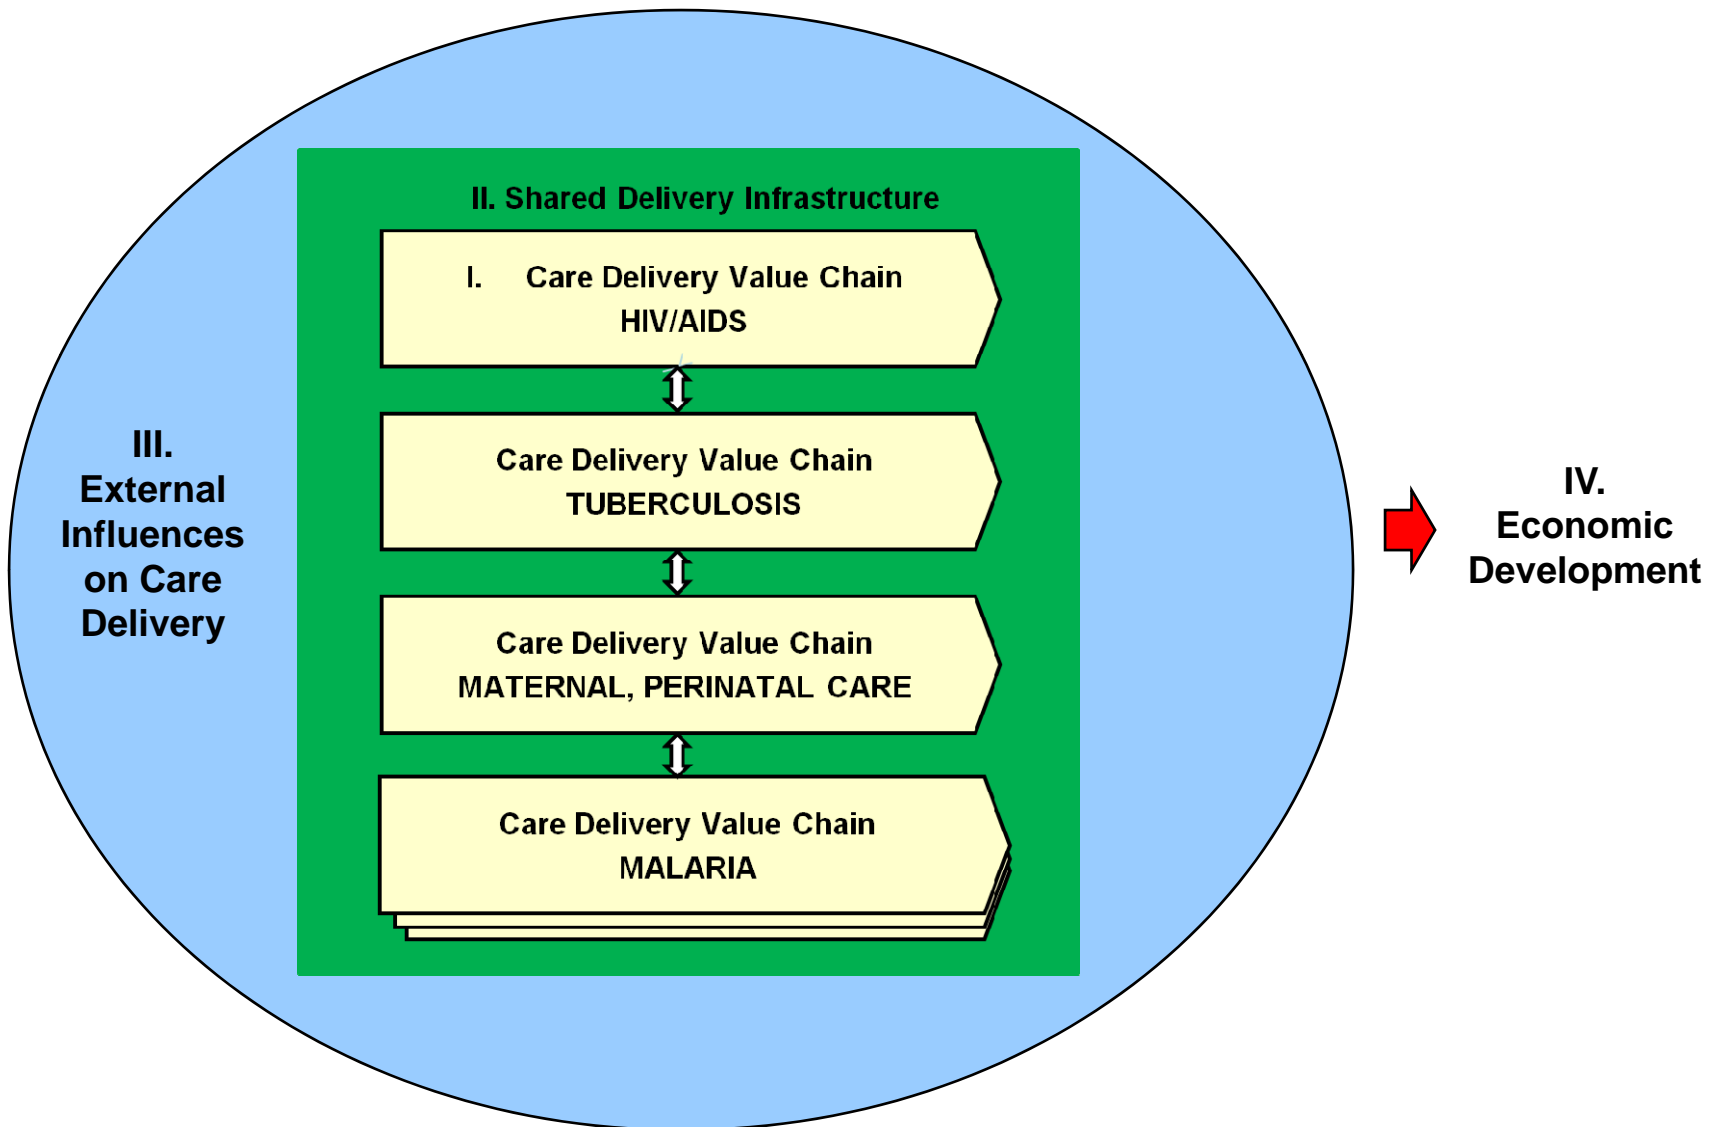 II. Shared Delivery Infrastructure
I. Care Delivery Value Chain
HIV/AIDS
Care Delivery Value Chain
TUBERCULOSIS
Care Delivery Value Chain
MATERNAL, PERINATAL CARE
Care Delivery Value Chain
MALARIA
III.
External
Influences
on Care
Delivery
IV.
Economic
Development